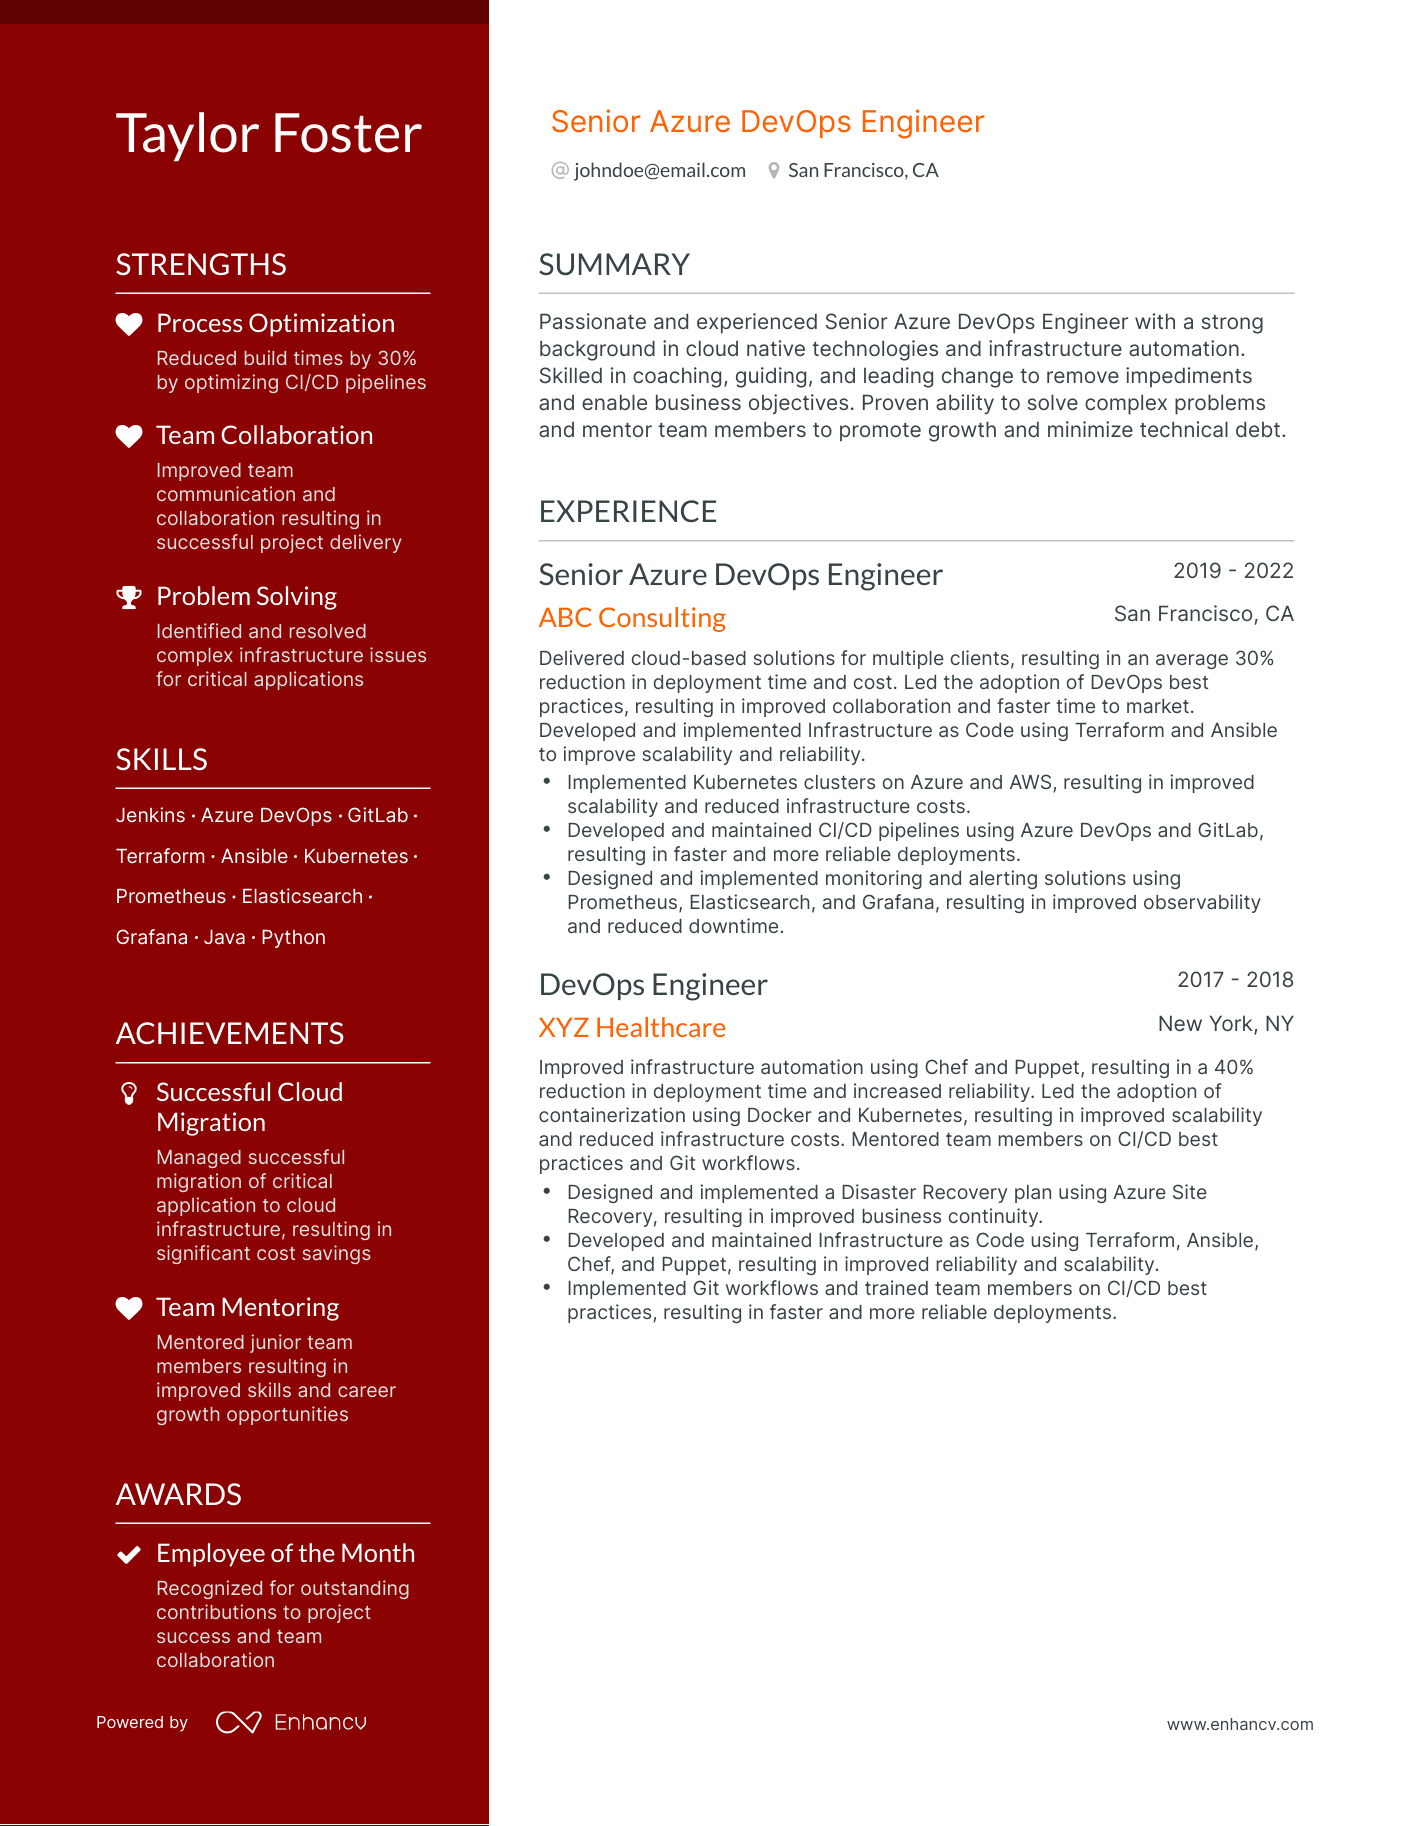 Taylor Foster
STRENGTHS
Process Optimization
Reduced build times by 30%
by optimizing CI/CD pipelines
Team Collaboration
Improved team
communication and
collaboration resulting in
successful project delivery
Problem Solving
Identified and resolved
complex infrastructure issues
for critical applications
SKILLS
Jenkins · Azure DevOps · GitLab ·
Terraform · Ansible · Kubernetes ·
Prometheus · Elasticsearch ·
Grafana · Java · Python
ACHIEVEMENTS
Successful Cloud
Migration
Managed successful
migration of critical
application to cloud
infrastructure, resulting in
significant cost savings
Team Mentoring
Mentored junior team
members resulting in
improved skills and career
growth opportunities
AWARDS
Employee of the Month
Recognized for outstanding
contributions to project
success and team
collaboration
Powered by Enhancv
Senior Azure DevOps Engineer
@ johndoe@email.com San Francisco, CA
SUMMARY
Passionate and experienced Senior Azure DevOps Engineer with a strong
background in cloud native technologies and infrastructure automation.
Skilled in coaching, guiding, and leading change to remove impediments
and enable business objectives. Proven ability to solve complex problems
and mentor team members to promote growth and minimize technical debt.
EXPERIENCE
Senior Azure DevOps Engineer 2019 - 2022
ABC Consulting San Francisco, CA
Delivered cloud-based solutions for multiple clients, resulting in an average 30%
reduction in deployment time and cost. Led the adoption of DevOps best
practices, resulting in improved collaboration and faster time to market.
Developed and implemented Infrastructure as Code using Terraform and Ansible
to improve scalability and reliability.
• Implemented Kubernetes clusters on Azure and AWS, resulting in improved
scalability and reduced infrastructure costs.
• Developed and maintained CI/CD pipelines using Azure DevOps and GitLab,
resulting in faster and more reliable deployments.
• Designed and implemented monitoring and alerting solutions using
Prometheus, Elasticsearch, and Grafana, resulting in improved observability
and reduced downtime.
DevOps Engineer 2017 - 2018
XYZ Healthcare New York, NY
Improved infrastructure automation using Chef and Puppet, resulting in a 40%
reduction in deployment time and increased reliability. Led the adoption of
containerization using Docker and Kubernetes, resulting in improved scalability
and reduced infrastructure costs. Mentored team members on CI/CD best
practices and Git workflows.
• Designed and implemented a Disaster Recovery plan using Azure Site
Recovery, resulting in improved business continuity.
• Developed and maintained Infrastructure as Code using Terraform, Ansible,
Chef, and Puppet, resulting in improved reliability and scalability.
• Implemented Git workflows and trained team members on CI/CD best
practices, resulting in faster and more reliable deployments.
www.enhancv.com